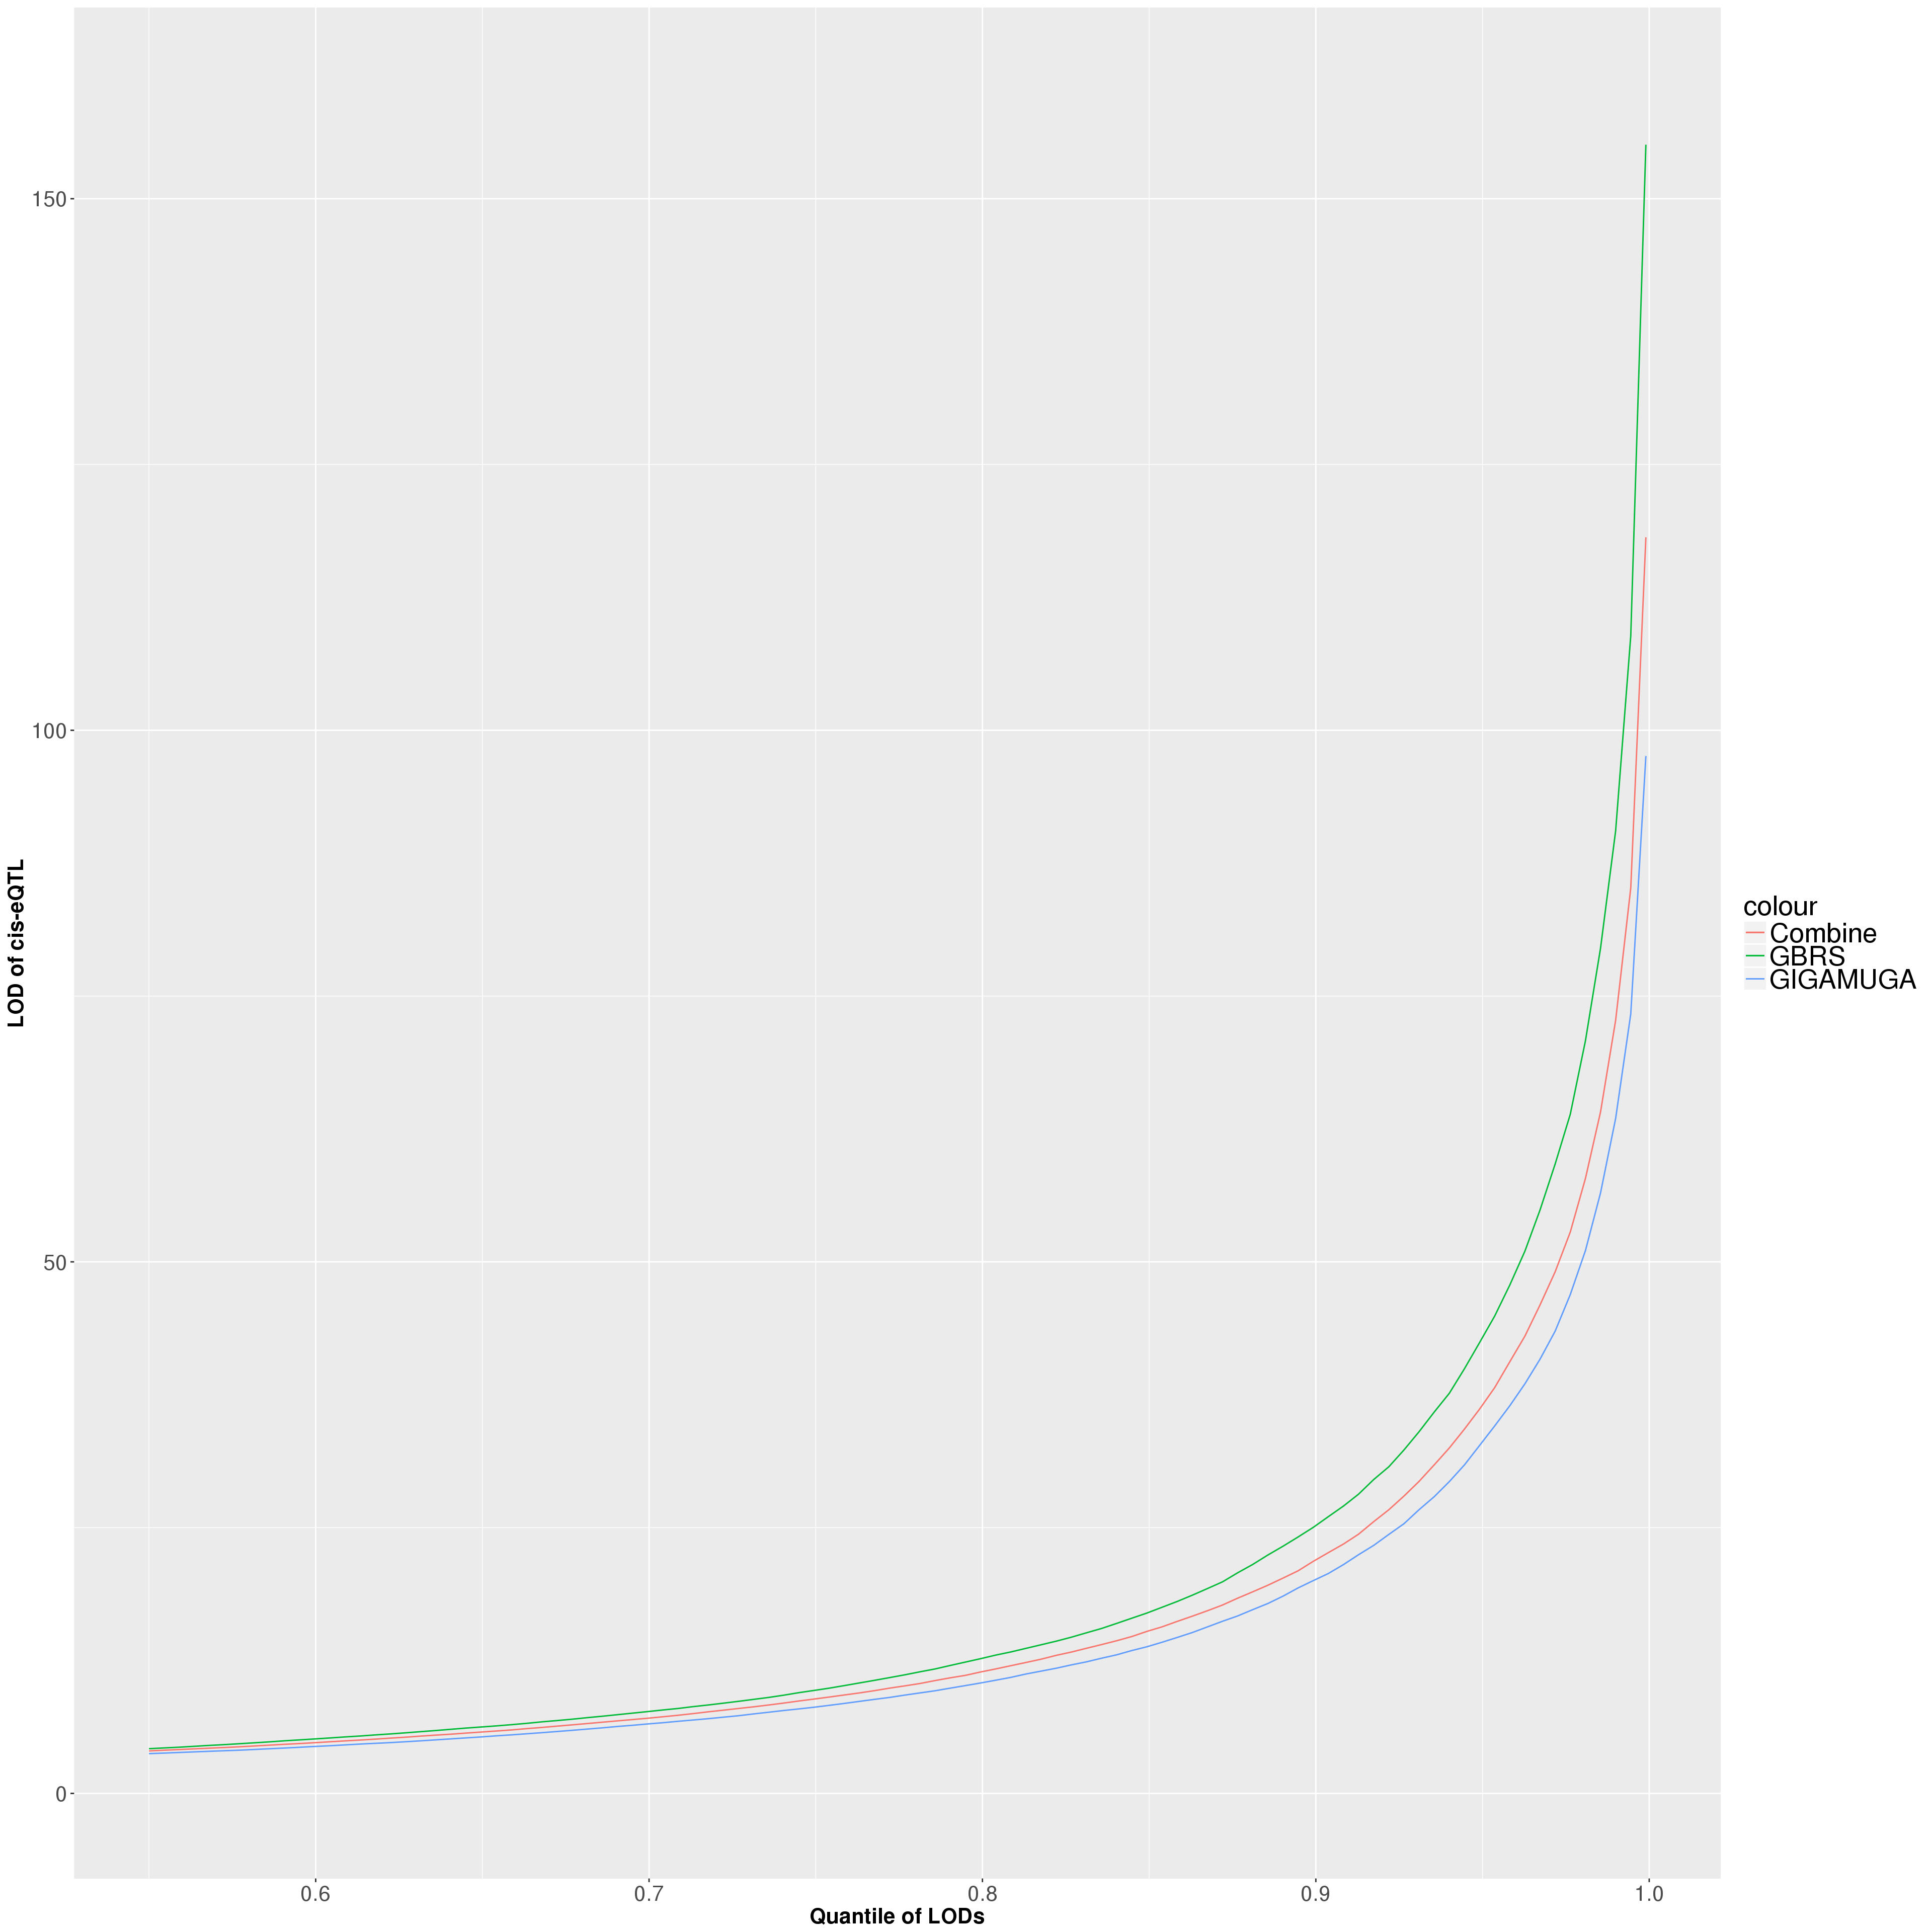 150
100
50
0
LOD of cis-eQTL
0.6 0.7 0.8 0.9 1.0
Quantile of LODs
colour
Combine
GBRS
GIGAMUGA